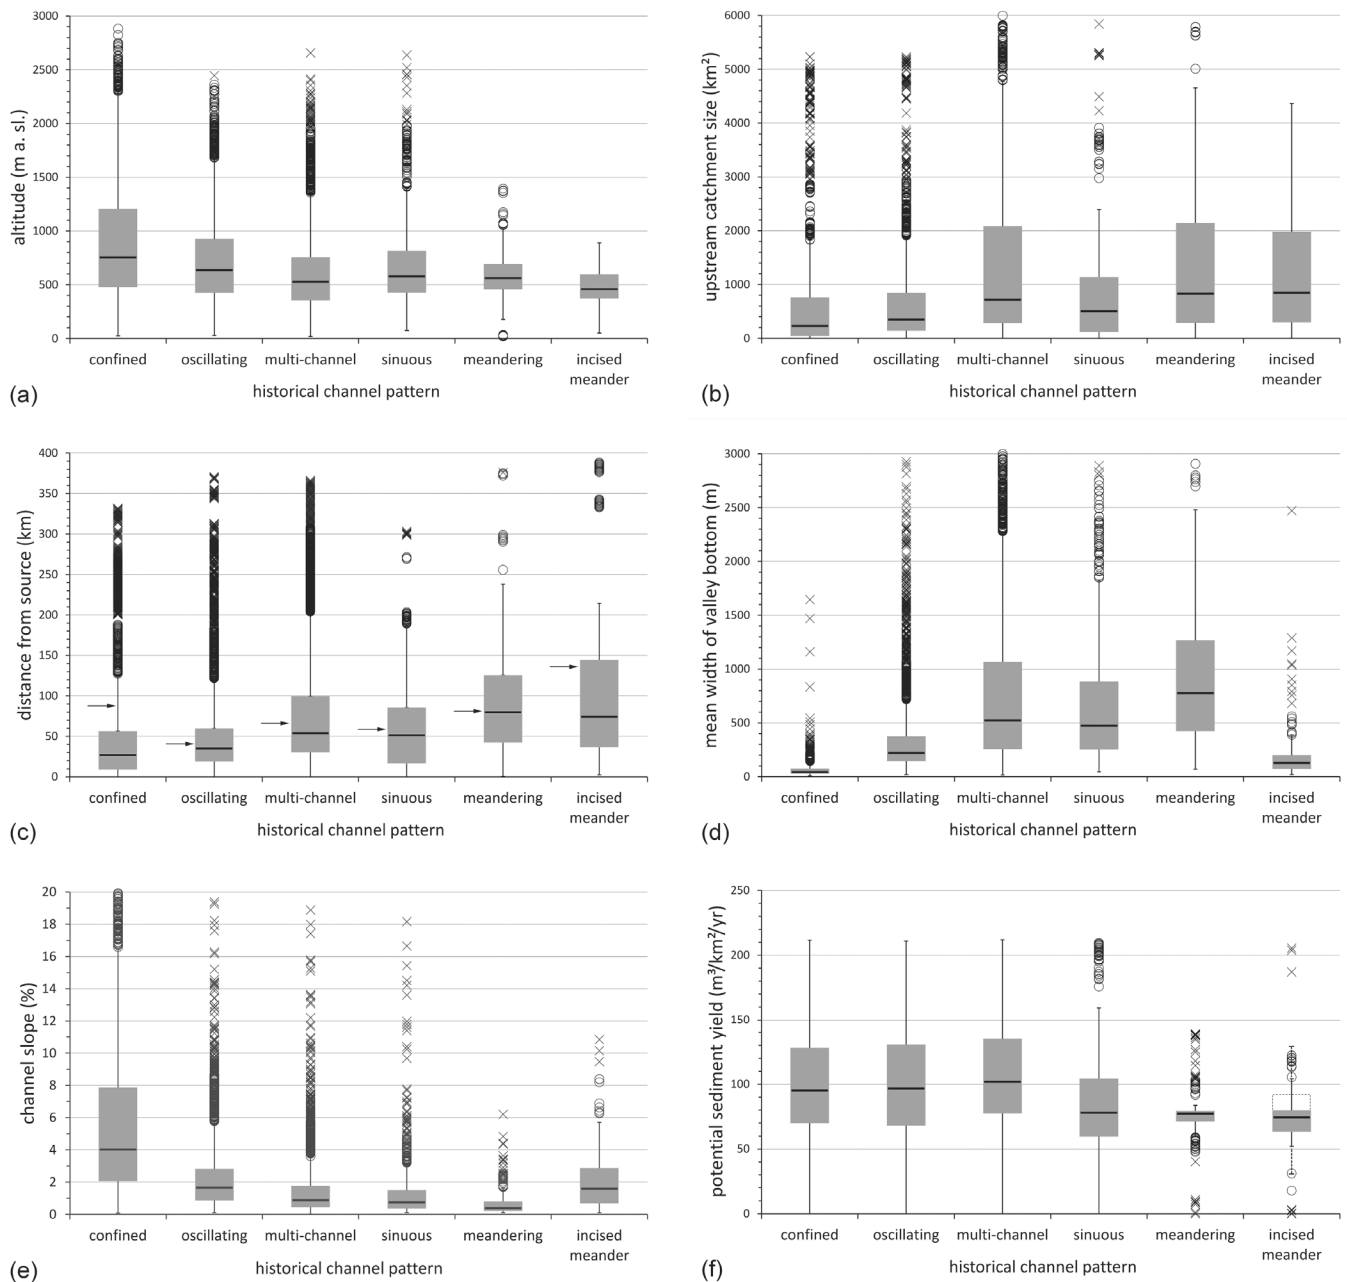 3000
2500
2000
1500
1000
500
0
altitude (m a. sl.)
confined oscillating multi-channel sinuous meandering incised
meander
historical channel pattern
(a)
6000
5000
4000
3000
2000
1000
0
upstream catchment size (km²)
confined oscillating multi-channel sinuous meandering incised
meander
historical channel pattern
(b)
400
350
300
250
200
150
100
50
0
distance from source (km)
confined oscillating multi-channel sinuous meandering incised
meander
historical channel pattern
(c)
3000
2500
2000
1500
1000
500
0
mean width of valley bottom (m)
confined oscillating multi-channel sinuous meandering incised
meander
historical channel pattern
(d)
20
18
16
14
12
10
8
6
4
2
0
channel slope (%)
confined oscillating multi-channel sinuous meandering incised
meander
historical channel pattern
(e)
250
200
150
100
50
0
potential sediment yield (m³/km²/yr)
confined oscillating multi-channel sinuous meandering incised
meander
historical channel pattern
(f)